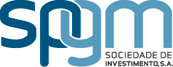 spgm
SOCIEDADE DE
INVESTIMENTO, S.A.